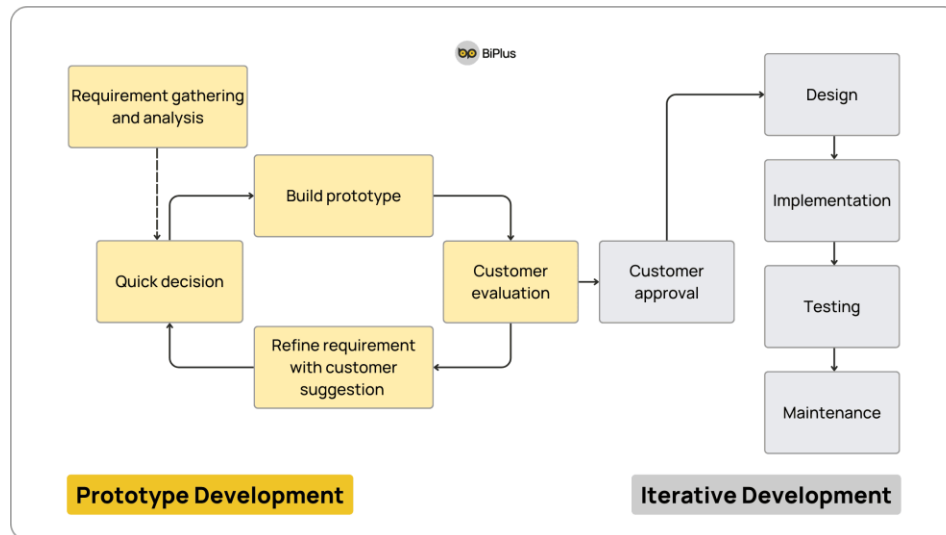 BiPlus
Requirement gathering
and analysis
Build prototype
Quick decision
Customer
evaluation
Refine requirement
with customer
suggestion
Customer
approval
Design
Implementation
Testing
Maintenance
Prototype Development
Iterative Development